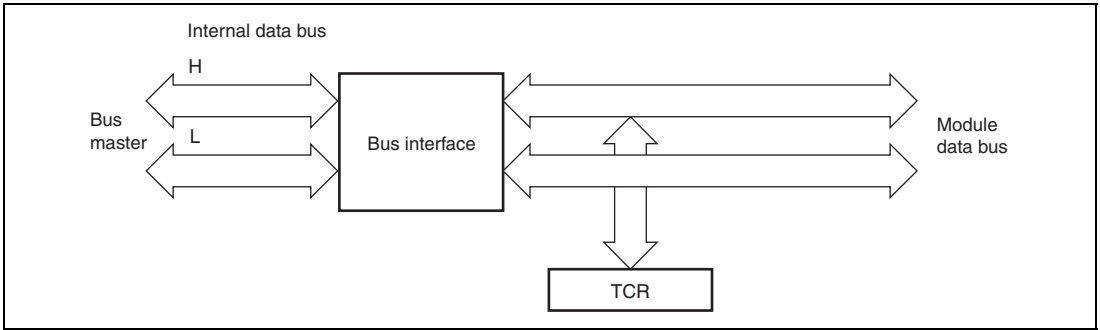 Internal data bus
H
Bus
master
L
Bus interface
Module
data bus
TCR